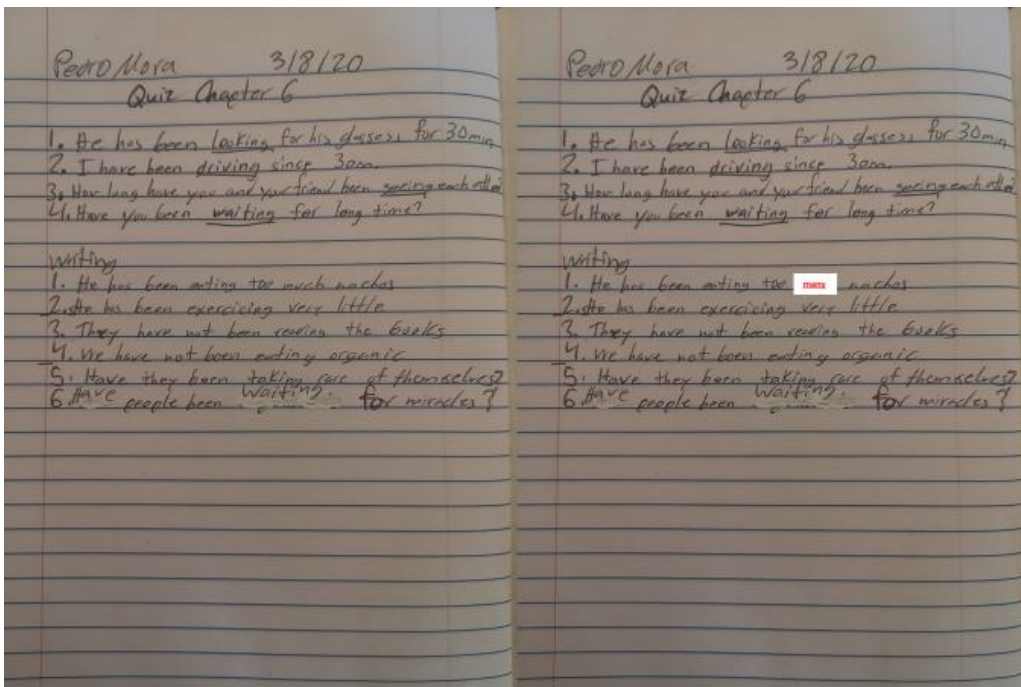 Pedro Mora 3/8/20
Quiz Chapter 6
1. He has been looking for his glasses for 30 min
2. I have been driving since 3am.
3. How long have you and your friend been seeing each other
4. Have you been waiting for long time?
Writing
1. He has been eating too much nachos
2. He has been exercicing very little
3. They have not been reading the books
4. We have not been eating organic
5. Have they been taking care of themselves?
6. Have people been waiting. for miracles?
Pedro Mora 3/8/20
Quiz Chapter 6
1. He has been looking for his glasses for 30 min
2. I have been driving since 3am.
3. How long have you and your friend been seeing each other
4. Have you been waiting for long time?
Writing
1. He has been eating too many nachos
2. He has been exercicing very little
3. They have not been reading the books
4. We have not been eating organic
5. Have they been taking care of themselves?
6. Have people been waiting. for miracles?